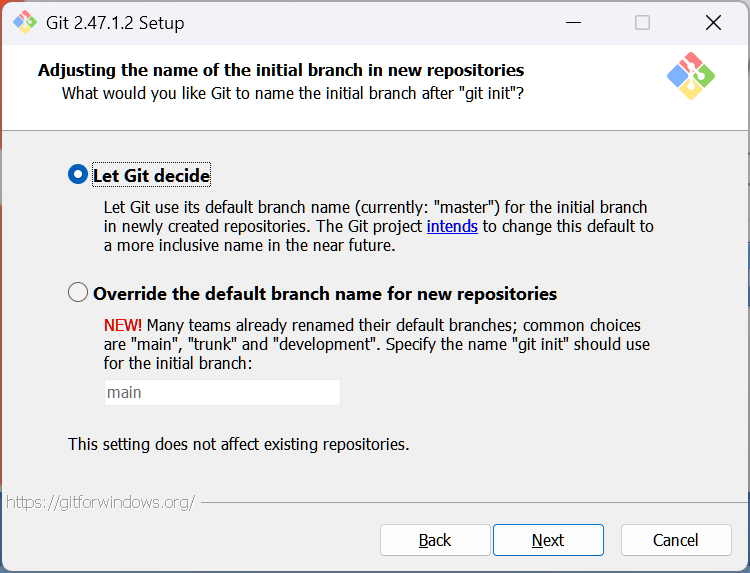 Git 2.47.1.2 Setup
Adjusting the name of the initial branch in new repositories
What would you like Git to name the initial branch after "git init"?
Let Git decide
Let Git use its default branch name (currently: "master") for the initial branch
in newly created repositories. The Git project intends to change this default to
a more inclusive name in the near future.
Override the default branch name for new repositories
NEW! Many teams already renamed their default branches; common choices
are "main", "trunk" and "development". Specify the name "git init" should use
for the initial branch:
main
This setting does not affect existing repositories.
https://gitforwindows.org/
Back Next Cancel